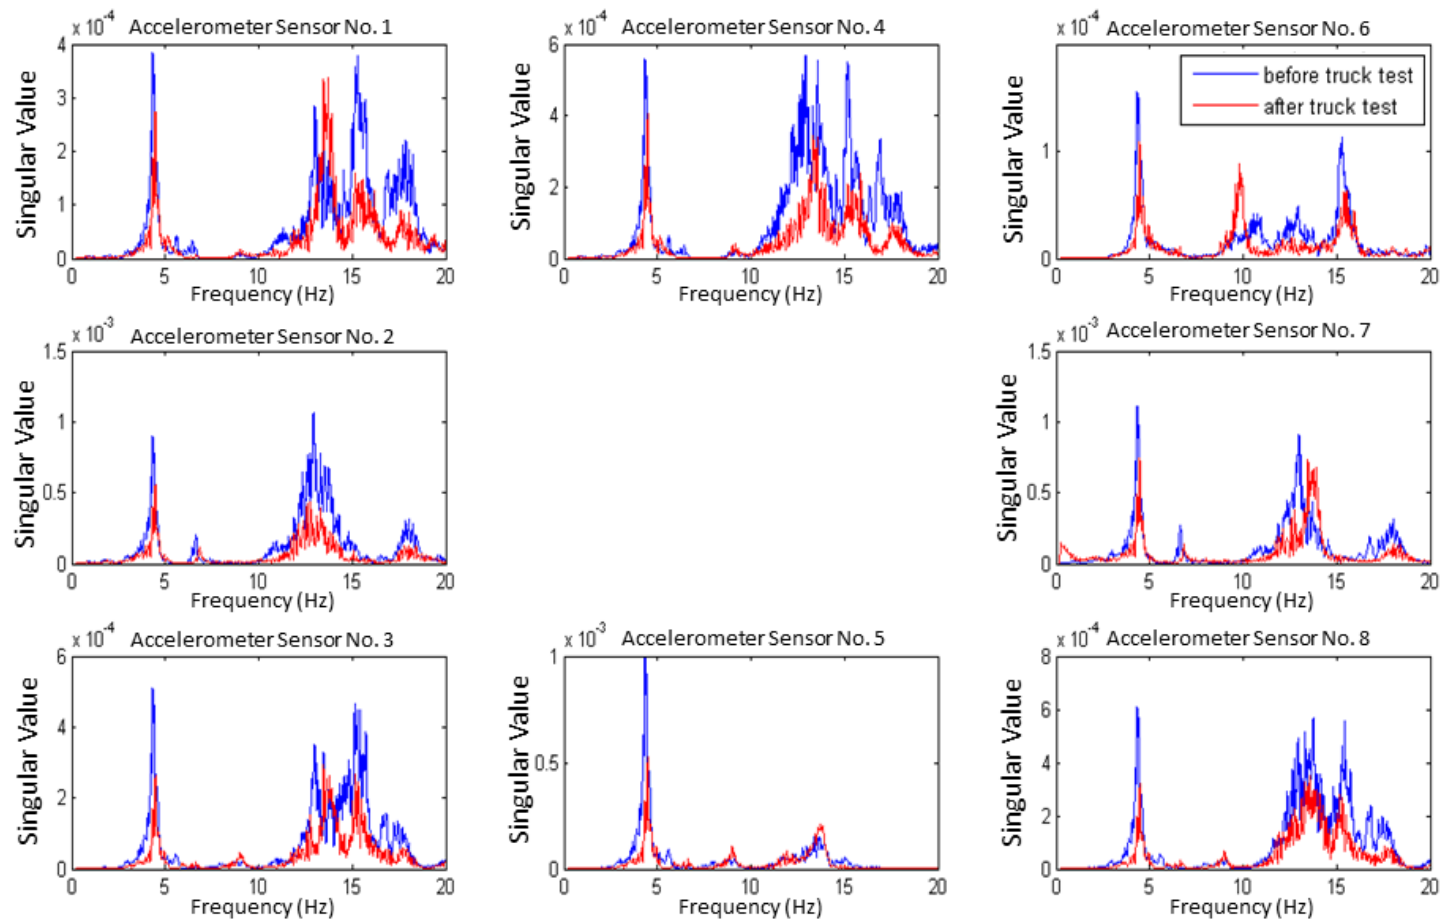 x 10-4 Accelerometer Sensor No. 1
4
3
2
1
0
Singular Value
0 5 10 15 20
Frequency (Hz)
x 10-4 Accelerometer Sensor No. 4
6
4
2
0
Singular Value
0 5 10 15 20
Frequency (Hz)
x 10-4 Accelerometer Sensor No. 6
before truck test
after truck test
1
0
Singular Value
0 5 10 15 20
Frequency (Hz)
x 10-3 Accelerometer Sensor No. 2
1.5
1
0.5
0
Singular Value
0 5 10 15 20
Frequency (Hz)
x 10-3 Accelerometer Sensor No. 7
1.5
1
0.5
0
Singular Value
0 5 10 15 20
Frequency (Hz)
x 10-4 Accelerometer Sensor No. 3
6
4
2
0
Singular Value
0 5 10 15 20
Frequency (Hz)
x 10-3 Accelerometer Sensor No. 5
1
0.5
0
Singular Value
0 5 10 15 20
Frequency (Hz)
x 10-4 Accelerometer Sensor No. 8
8
6
4
2
0
Singular Value
0 5 10 15 20
Frequency (Hz)